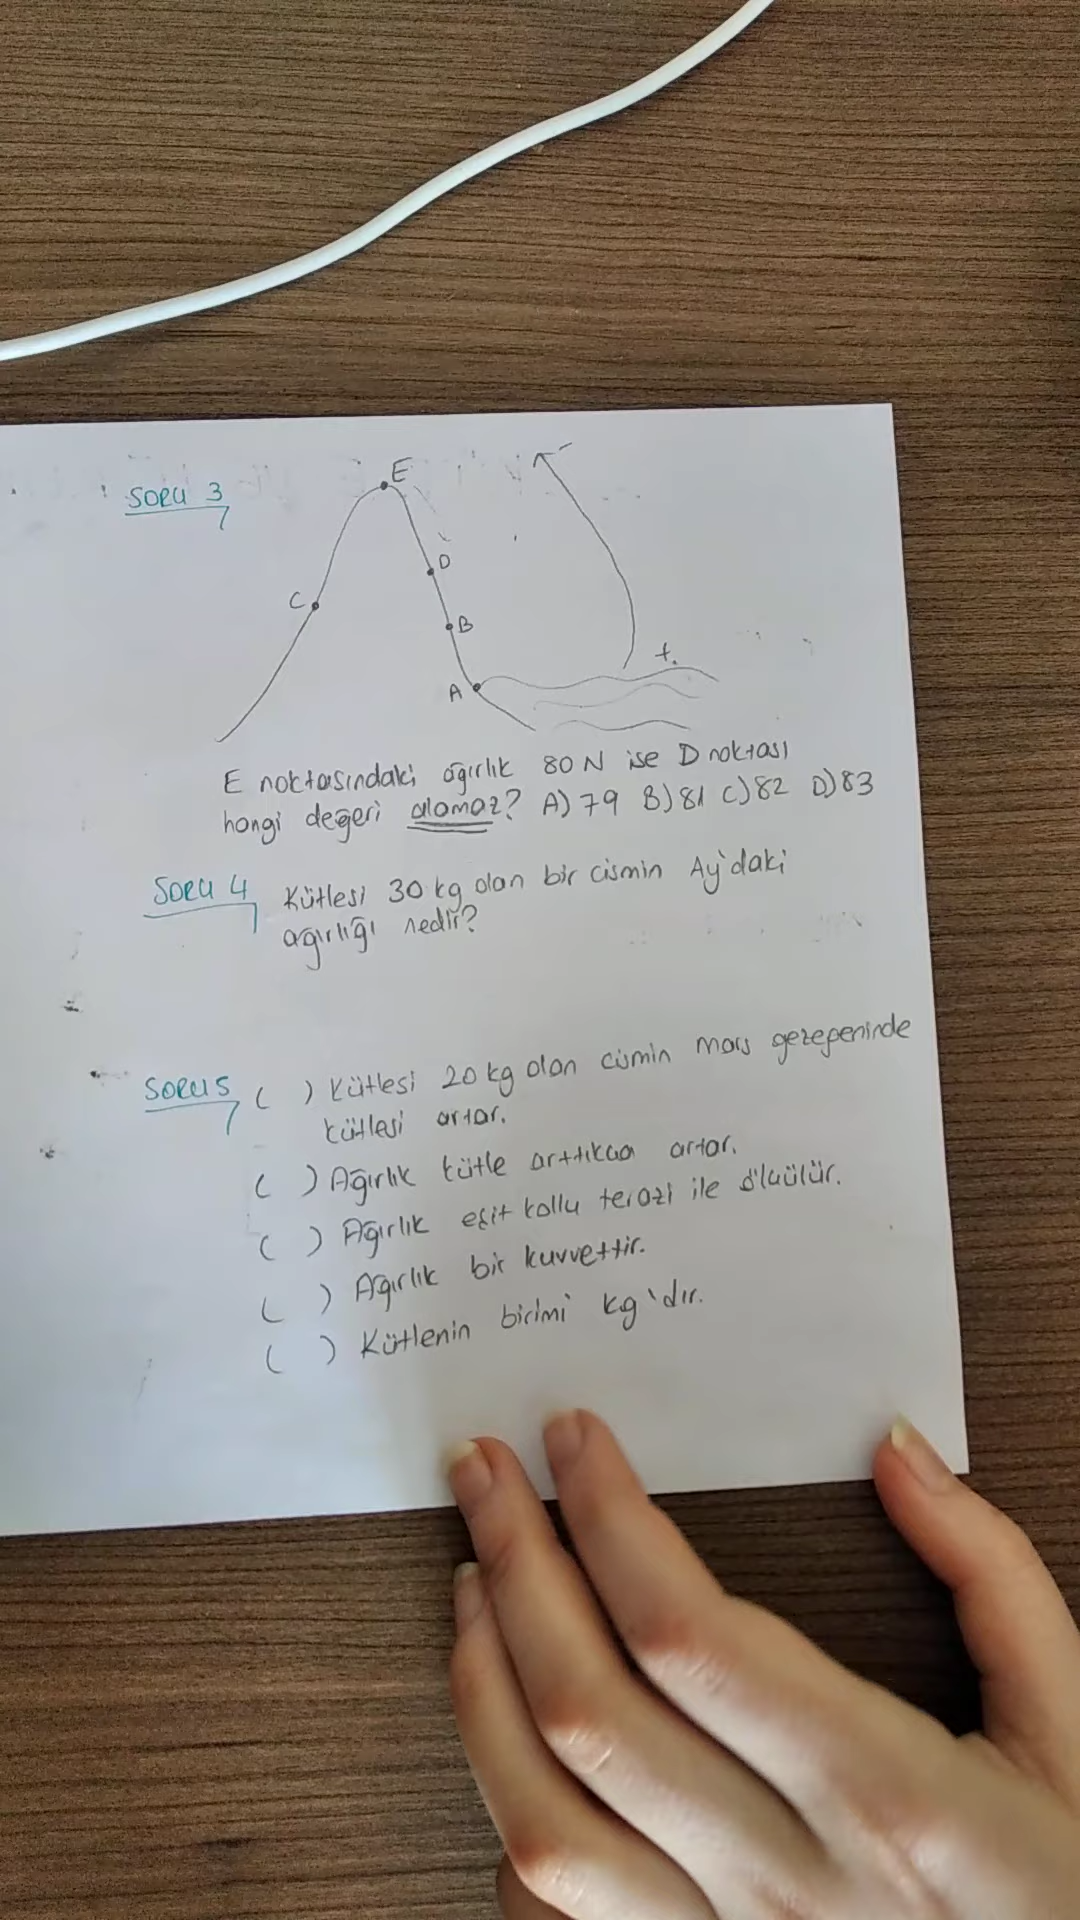 SORU 3
E
D
C
B
A
t.
E noktasındaki ağırlık 80 N ise D noktası
hangi değeri alamaz? A) 79 B) 81 C) 82 D) 83
SORU 4 Kütlesi 30 kg olan bir cismin Ay'daki
ağırlığı nedir?
SORU 5 ( ) Kütlesi 20 kg olan cismin mars gezegeninde
kütlesi artar.
( ) Ağırlık kütle arttıkça artar.
( ) Ağırlık eşit kollu terazi ile ölçülür.
( ) Ağırlık bir kuvvettir.
( ) Kütlenin birimi kg'dır.